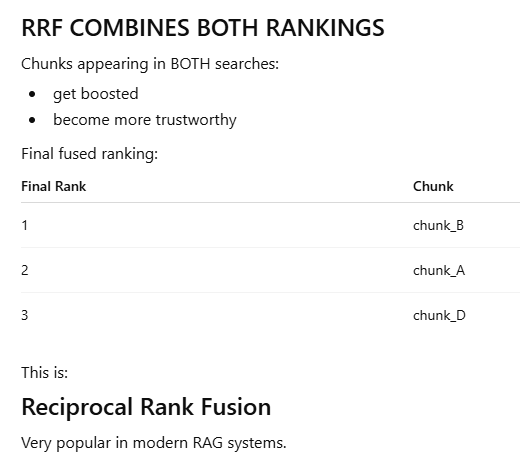 RRF COMBINES BOTH RANKINGS
Chunks appearing in BOTH searches:
• get boosted
• become more trustworthy
Final fused ranking:
Final Rank Chunk
1 chunk_B
2 chunk_A
3 chunk_D
This is:
Reciprocal Rank Fusion
Very popular in modern RAG systems.